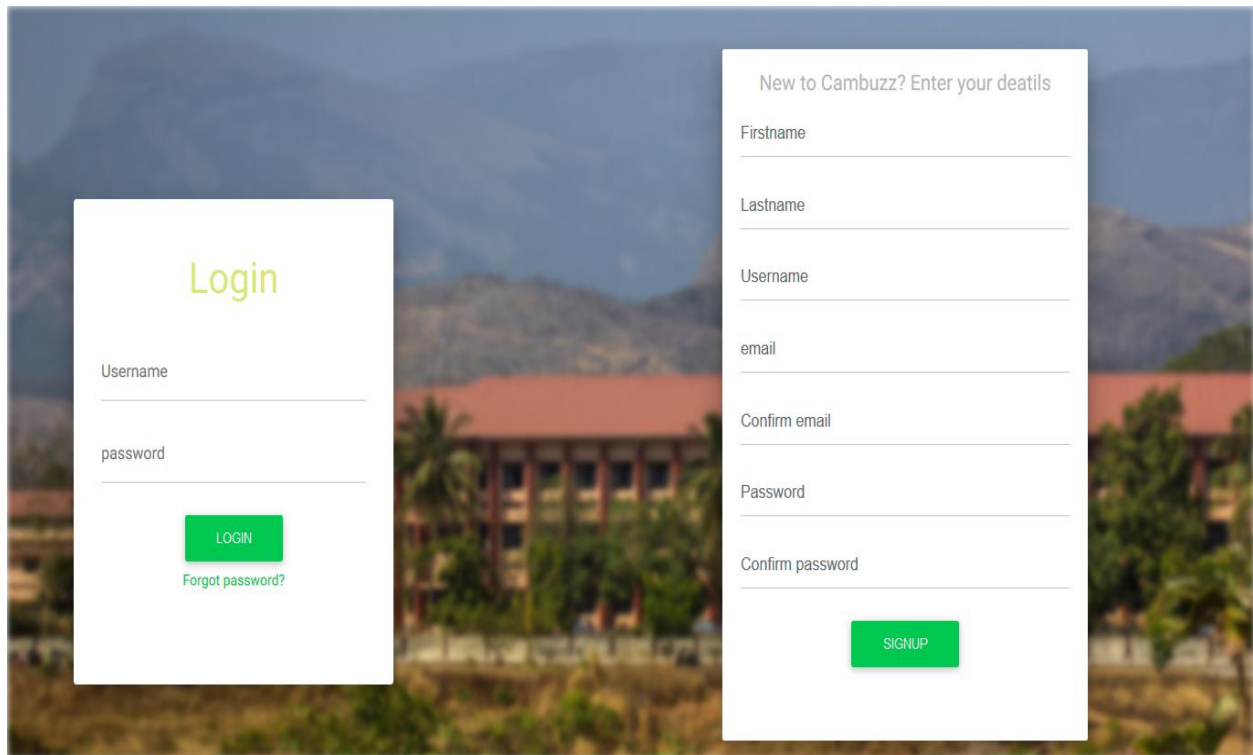 Login
Username
password
LOGIN
Forgot password?
New to Cambuzz? Enter your deatils
Firstname
Lastname
Username
email
Confirm email
Password
Confirm password
SIGNUP